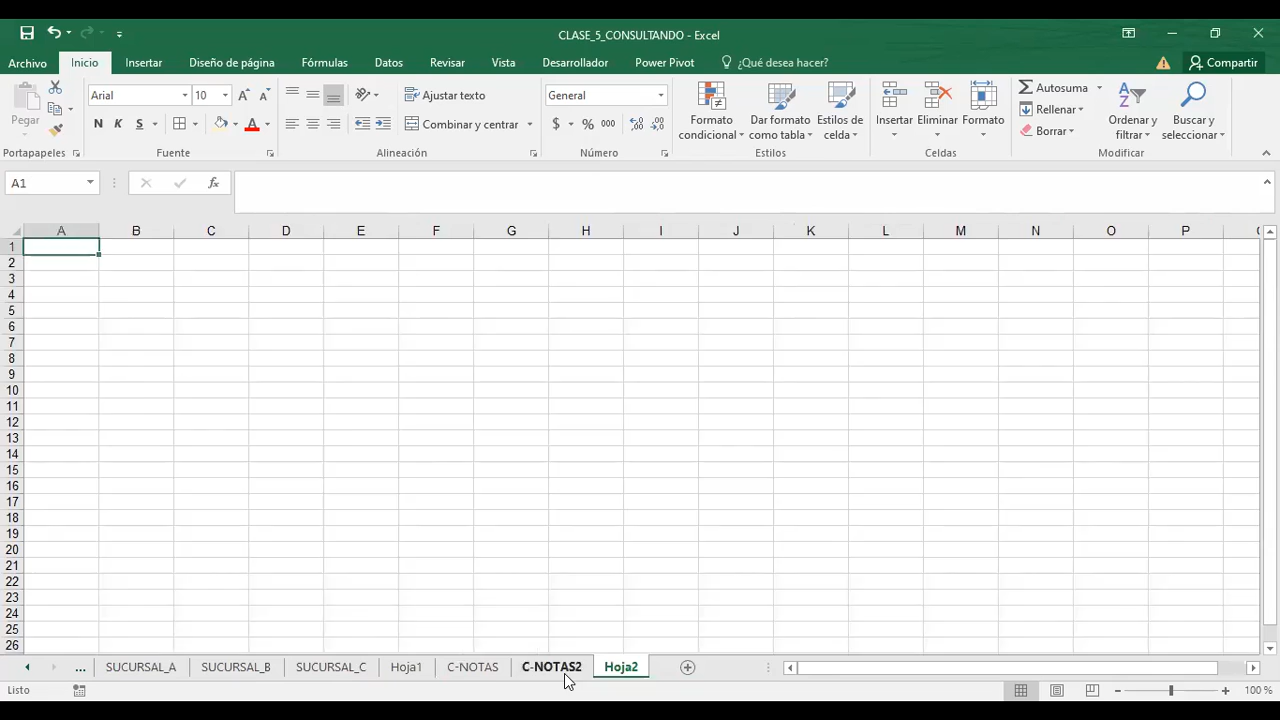 CLASE_5_CONSULTANDO - Excel
Archivo Inicio Insertar Diseño de página Fórmulas Datos Revisar Vista Desarrollador Power Pivot ¿Qué desea hacer? Compartir
Pegar
Portapapeles
Arial 10
N K S A
Fuente
Ajustar texto
Combinar y centrar
Alineación
General
$ % 000
Número
Formato condicional
Dar formato como tabla
Estilos de celda
Estilos
Insertar Eliminar Formato
Celdas
Autosuma
Rellenar
Borrar
Ordenar y filtrar
Buscar y seleccionar
Modificar
A1 fx
A B C D E F G H I J K L M N O P
1
2
3
4
5
6
7
8
9
10
11
12
13
14
15
16
17
18
19
20
21
22
23
24
25
26
... SUCURSAL_A SUCURSAL_B SUCURSAL_C Hoja1 C-NOTAS C-NOTAS2 Hoja2
Listo 100 %